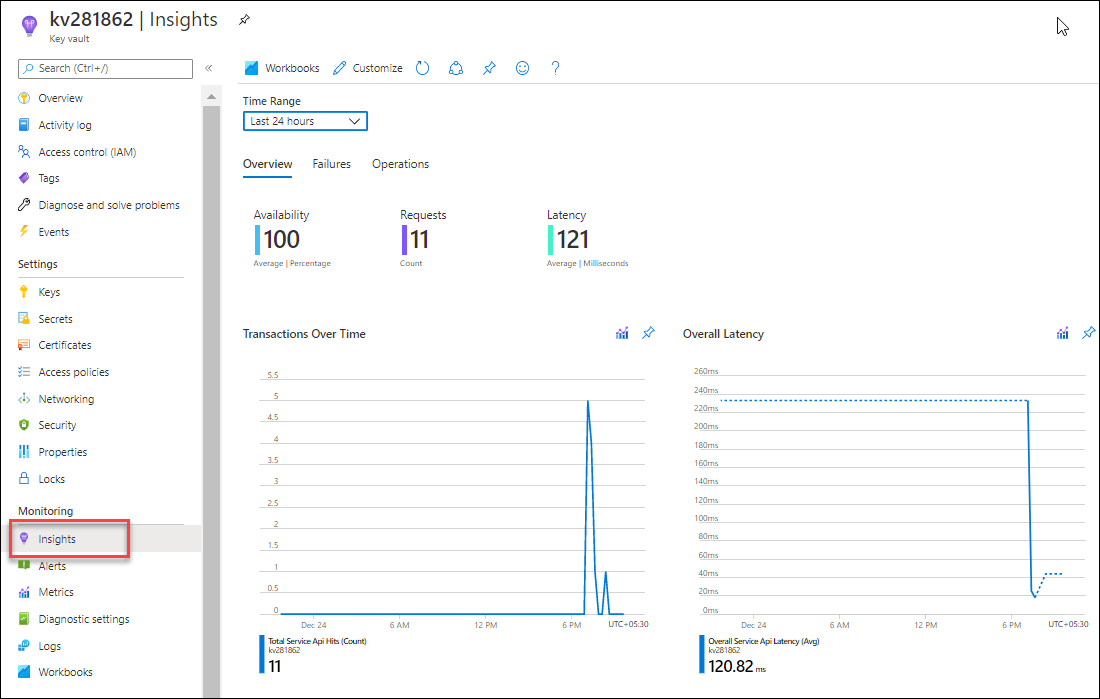 kv281862 | Insights
Key vault
Search (Ctrl+/)
«
Overview
Activity log
Access control (IAM)
Tags
Diagnose and solve problems
Events
Settings
Keys
Secrets
Certificates
Access policies
Networking
Security
Properties
Locks
Monitoring
Insights
Alerts
Metrics
Diagnostic settings
Logs
Workbooks
Workbooks Customize ?
Time Range
Last 24 hours
Overview Failures Operations
Availability
100
Average | Percentage
Requests
11
Count
Latency
121
Average | Milliseconds
Transactions Over Time
5.5
5
4.5
4
3.5
3
2.5
2
1.5
1
0.5
0
Dec 24 6 AM 12 PM 6 PM UTC+05:30
Total Service Api Hits (Count)
kv281862
11
Overall Latency
260ms
240ms
220ms
200ms
180ms
160ms
140ms
120ms
100ms
80ms
60ms
40ms
20ms
0ms
Dec 24 6 AM 12 PM 6 PM UTC+05:30
Overall Service Api Latency (Avg)
kv281862
120.82 ms